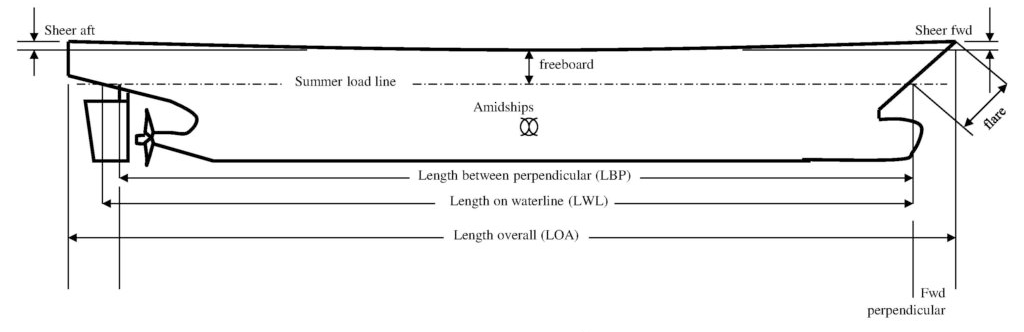 Sheer aft
Sheer fwd
freeboard
Summer load line
Amidships
flare
Length between perpendicular (LBP)
Length on waterline (LWL)
Length overall (LOA)
Fwd
perpendicular